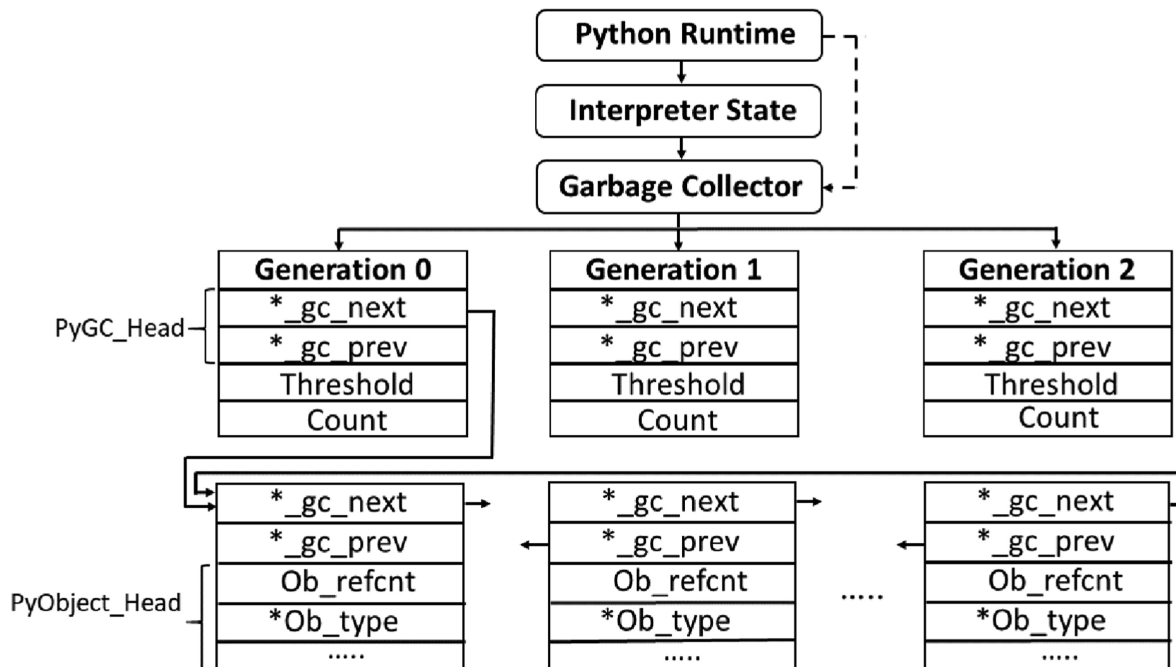 Python Runtime
Interpreter State
Garbage Collector
Generation 0
Generation 1
Generation 2
*_gc_next
*_gc_next
*_gc_next
PyGC_Head
*_gc_prev
*_gc_prev
*_gc_prev
Threshold
Threshold
Threshold
Count
Count
Count
*_gc_next
*_gc_next
*_gc_next
*_gc_prev
*_gc_prev
*_gc_prev
PyObject_Head
Ob_refcnt
Ob_refcnt
.....
Ob_refcnt
*Ob_type
*Ob_type
*Ob_type
.....
.....
.....